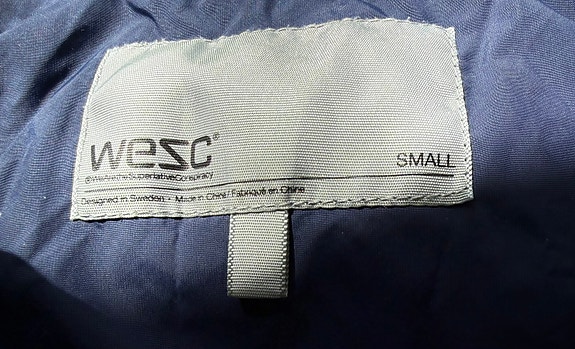 wesc®
SMALL
@WeAretheSuperlativeConspiracy
Designed in Sweden • Made in China / Fabriqué en Chine